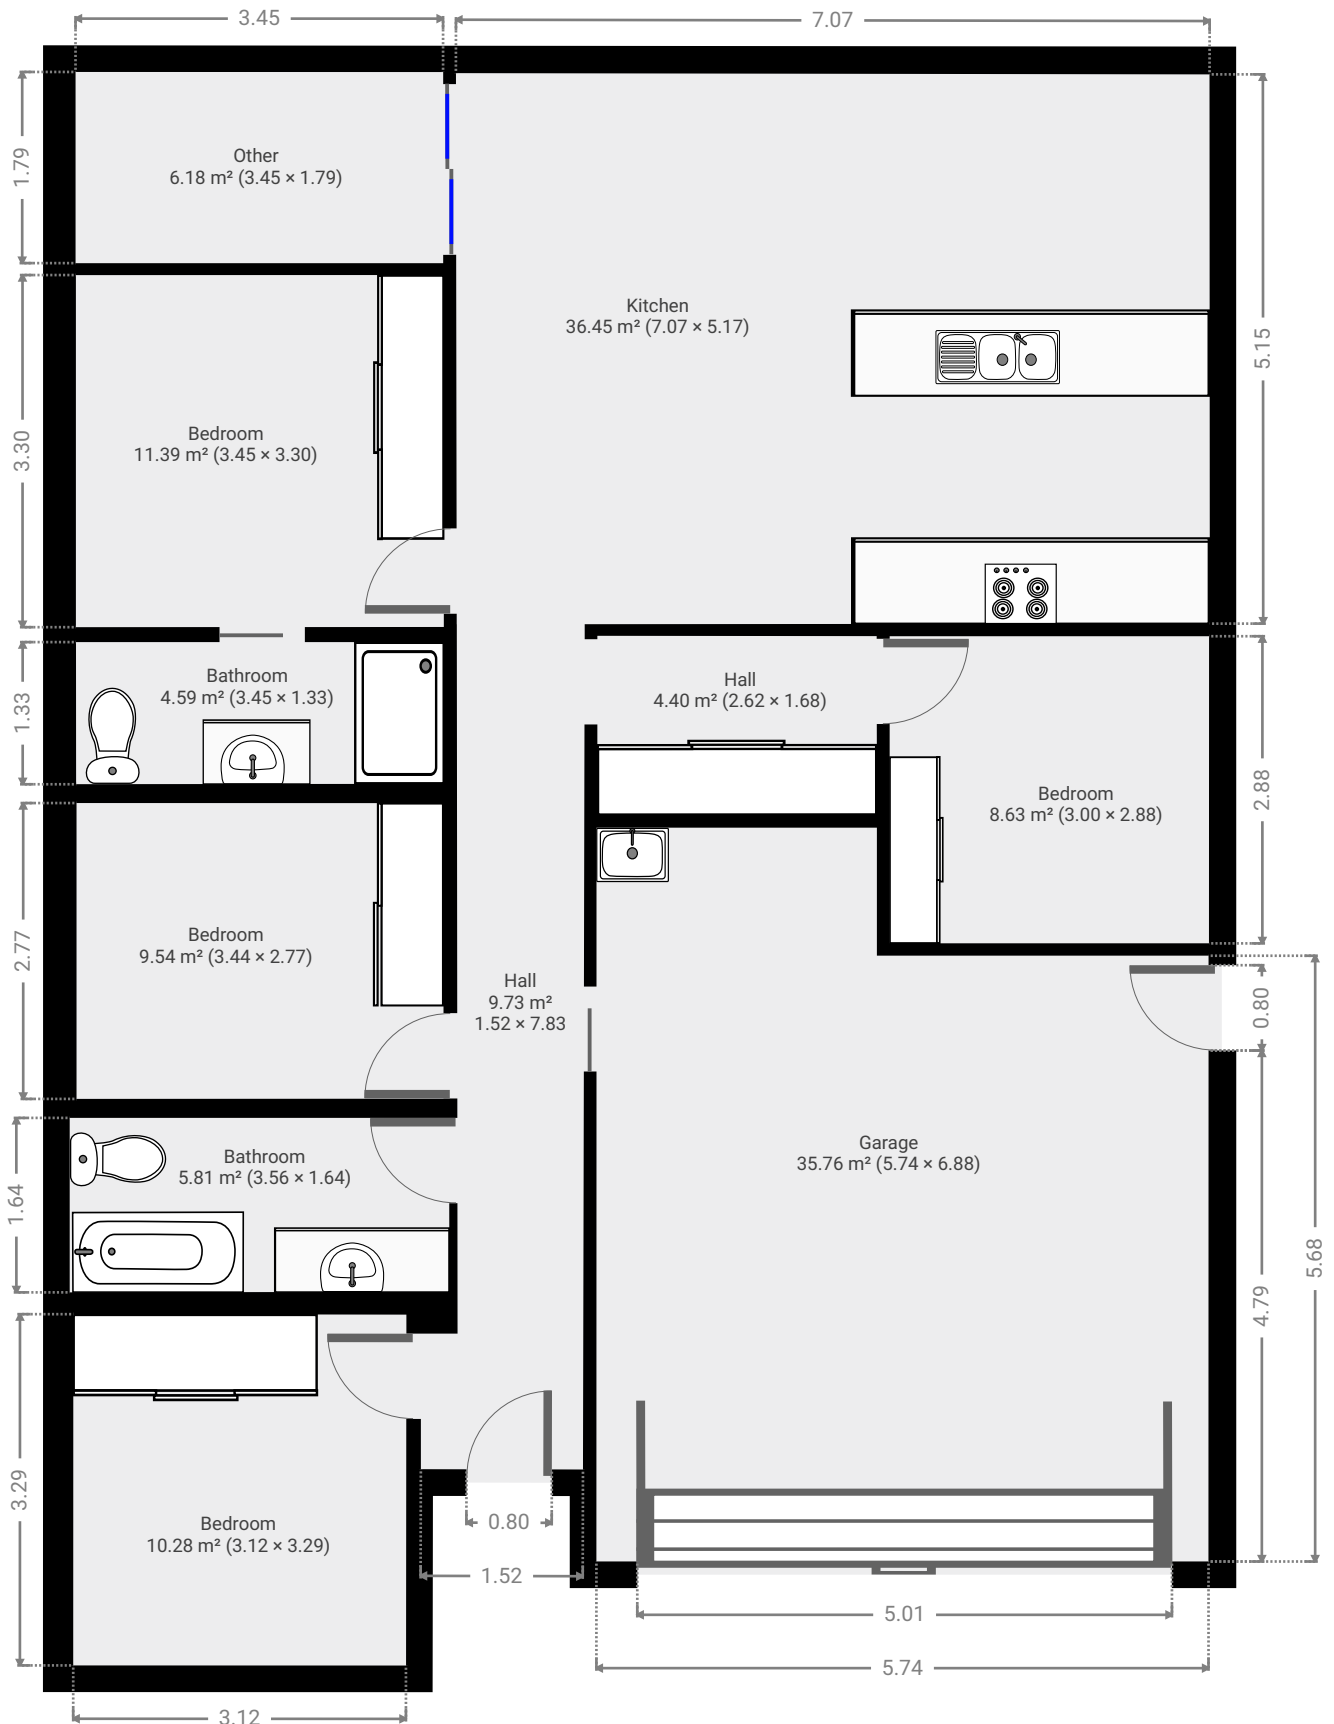 3.45
7.07
1.79
Other
6.18 m² (3.45 × 1.79)
Kitchen
36.45 m² (7.07 × 5.17)
5.15
3.30
Bedroom
11.39 m² (3.45 × 3.30)
1.33
Bathroom
4.59 m² (3.45 × 1.33)
Hall
4.40 m² (2.62 × 1.68)
Bedroom
8.63 m² (3.00 × 2.88)
2.88
2.77
Bedroom
9.54 m² (3.44 × 2.77)
Hall
9.73 m²
1.52 × 7.83
0.80
Garage
35.76 m² (5.74 × 6.88)
1.64
Bathroom
5.81 m² (3.56 × 1.64)
5.68
4.79
3.29
Bedroom
10.28 m² (3.12 × 3.29)
0.80
1.52
5.01
5.74
3.12